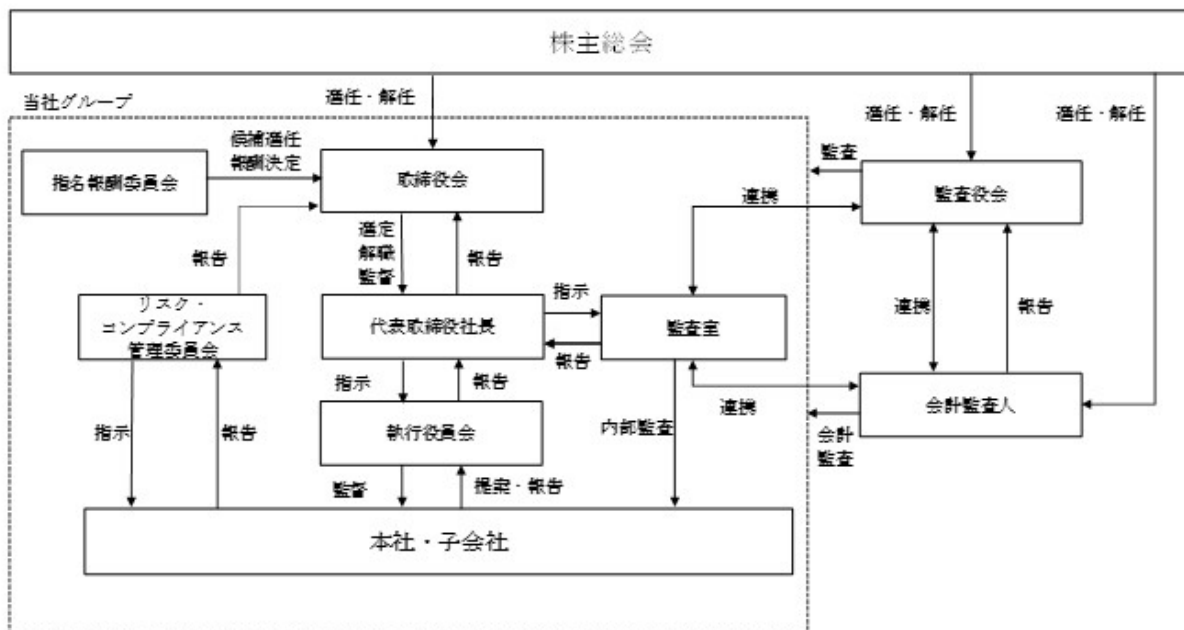 株主総会
当社グループ
選任・解任
選任・解任
選任・解任
候補選任
報酬決定
監査
指名報酬委員会
取締役会
監査役会
連携
選定
解職
監督
報告
報告
指示
リスク・
コンプライアンス
管理委員会
代表取締役社長
監査室
連携
報告
報告
指示
報告
連携
会計監査人
執行役員会
内部監査
会計
監査
指示
報告
監督
提案・報告
本社・子会社